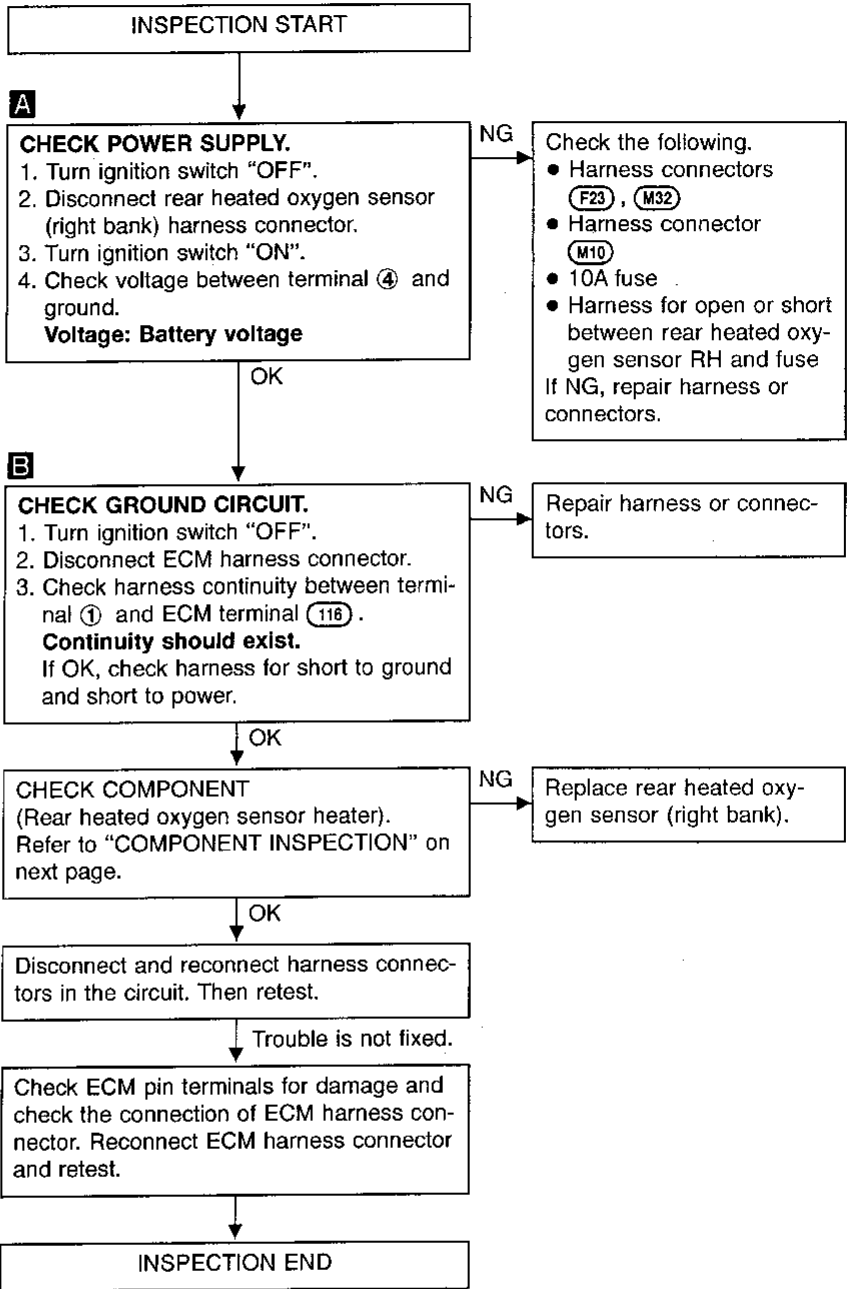 INSPECTION START
A
CHECK POWER SUPPLY.
1. Turn ignition switch “OFF”.
2. Disconnect rear heated oxygen sensor
(right bank) harness connector.
3. Turn ignition switch “ON”.
4. Check voltage between terminal ④ and
ground.
Voltage: Battery voltage
NG
Check the following.
● Harness connectors
(F23) , (M32)
● Harness connector
(M10)
● 10A fuse
● Harness for open or short
between rear heated oxy-
gen sensor RH and fuse
If NG, repair harness or
connectors.
OK
B
CHECK GROUND CIRCUIT.
1. Turn ignition switch “OFF”.
2. Disconnect ECM harness connector.
3. Check harness continuity between termi-
nal ① and ECM terminal (116) .
Continuity should exist.
If OK, check harness for short to ground
and short to power.
NG
Repair harness or connec-
tors.
OK
CHECK COMPONENT
(Rear heated oxygen sensor heater).
Refer to “COMPONENT INSPECTION” on
next page.
NG
Replace rear heated oxy-
gen sensor (right bank).
OK
Disconnect and reconnect harness connec-
tors in the circuit. Then retest.
Trouble is not fixed.
Check ECM pin terminals for damage and
check the connection of ECM harness con-
nector. Reconnect ECM harness connector
and retest.
INSPECTION END